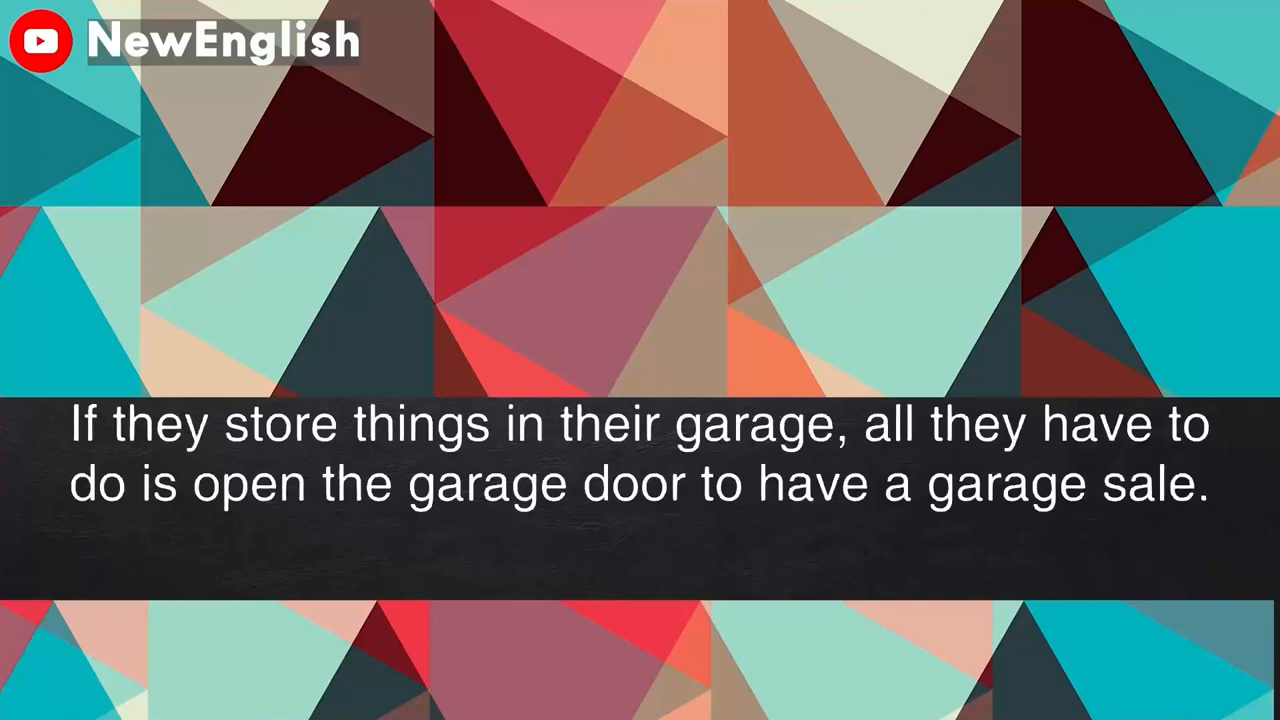 NewEnglish
If they store things in their garage, all they have to
do is open the garage door to have a garage sale.